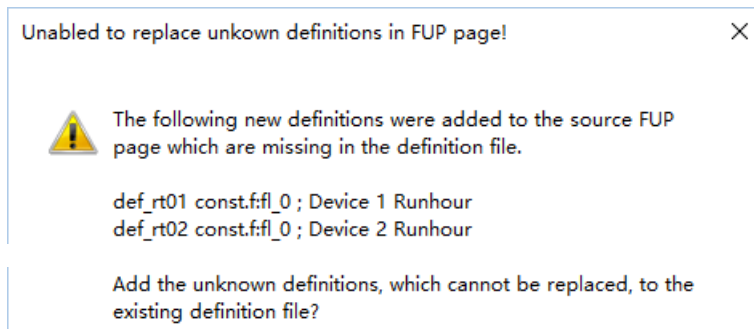 Unabled to replace unkown definitions in FUP page!
The following new definitions were added to the source FUP
page which are missing in the definition file.
def_rt01 const.f:fl_0 ; Device 1 Runhour
def_rt02 const.f:fl_0 ; Device 2 Runhour
Add the unknown definitions, which cannot be replaced, to the
existing definition file?